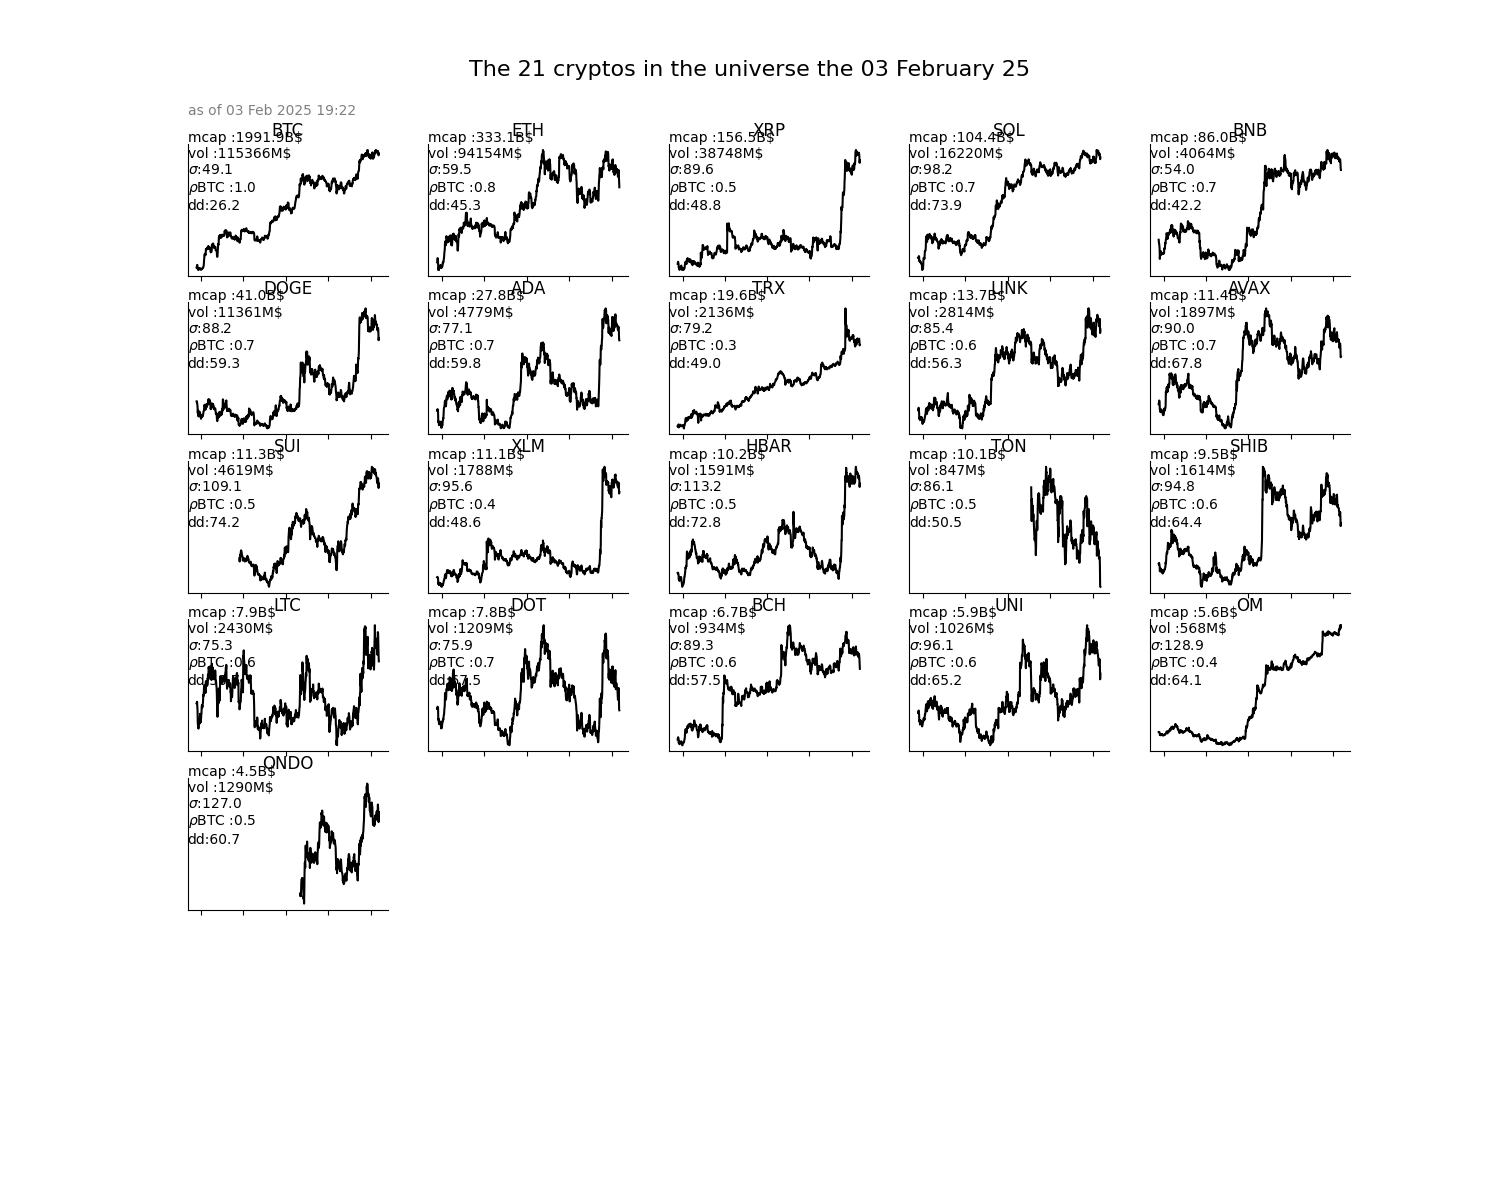 The 21 cryptos in the universe the 03 February 25
as of 03 Feb 2025 19:22
BTC
mcap :1991.9B$
vol :115366M$
σ:49.1
ρBTC :1.0
dd:26.2
ETH
mcap :333.1B$
vol :94154M$
σ:59.5
ρBTC :0.8
dd:45.3
XRP
mcap :156.5B$
vol :38748M$
σ:89.6
ρBTC :0.5
dd:48.8
SOL
mcap :104.4B$
vol :16220M$
σ:98.2
ρBTC :0.7
dd:73.9
BNB
mcap :86.0B$
vol :4064M$
σ:54.0
ρBTC :0.7
dd:42.2
DOGE
mcap :41.0B$
vol :11361M$
σ:88.2
ρBTC :0.7
dd:59.3
ADA
mcap :27.8B$
vol :4779M$
σ:77.1
ρBTC :0.7
dd:59.8
TRX
mcap :19.6B$
vol :2136M$
σ:79.2
ρBTC :0.3
dd:49.0
LINK
mcap :13.7B$
vol :2814M$
σ:85.4
ρBTC :0.6
dd:56.3
AVAX
mcap :11.4B$
vol :1897M$
σ:90.0
ρBTC :0.7
dd:67.8
SUI
mcap :11.3B$
vol :4619M$
σ:109.1
ρBTC :0.5
dd:74.2
XLM
mcap :11.1B$
vol :1788M$
σ:95.6
ρBTC :0.4
dd:48.6
HBAR
mcap :10.2B$
vol :1591M$
σ:113.2
ρBTC :0.5
dd:72.8
TON
mcap :10.1B$
vol :847M$
σ:86.1
ρBTC :0.5
dd:50.5
SHIB
mcap :9.5B$
vol :1614M$
σ:94.8
ρBTC :0.6
dd:64.4
LTC
mcap :7.9B$
vol :2430M$
σ:75.3
ρBTC :0.6
DOT
mcap :7.8B$
vol :1209M$
σ:75.9
ρBTC :0.7
dd:57.5
BCH
mcap :6.7B$
vol :934M$
σ:89.3
ρBTC :0.6
dd:57.5
UNI
mcap :5.9B$
vol :1026M$
σ:96.1
ρBTC :0.6
dd:65.2
OM
mcap :5.6B$
vol :568M$
σ:128.9
ρBTC :0.4
dd:64.1
ONDO
mcap :4.5B$
vol :1290M$
σ:127.0
ρBTC :0.5
dd:60.7